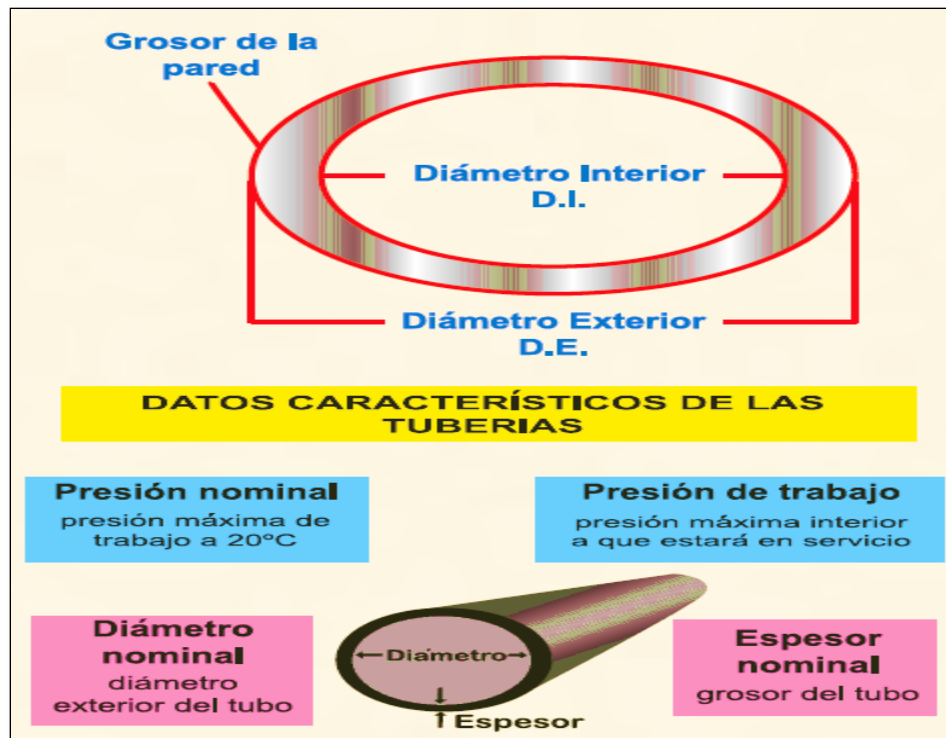 Grosor de la
pared
Diámetro Interior
D.I.
Diámetro Exterior
D.E.
DATOS CARACTERÍSTICOS DE LAS
TUBERIAS
Presión nominal
presión máxima de
trabajo a 20ºC
Presión de trabajo
presión máxima interior
a que estará en servicio
Diámetro
nominal
diámetro
exterior del tubo
Diámetro
Espesor
Espesor
nominal
grosor del tubo